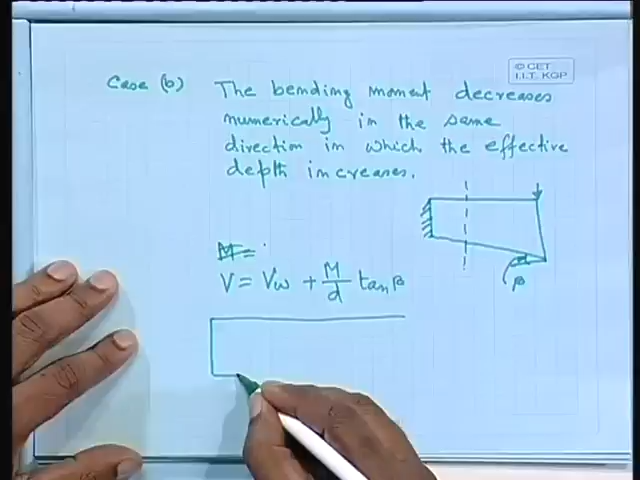 © CET
I.I.T. KGP
Case (b) The bending moment decreases
numerically in the same
direction in which the effective
depth increases.
M =
V = Vw + M/d tan β
β